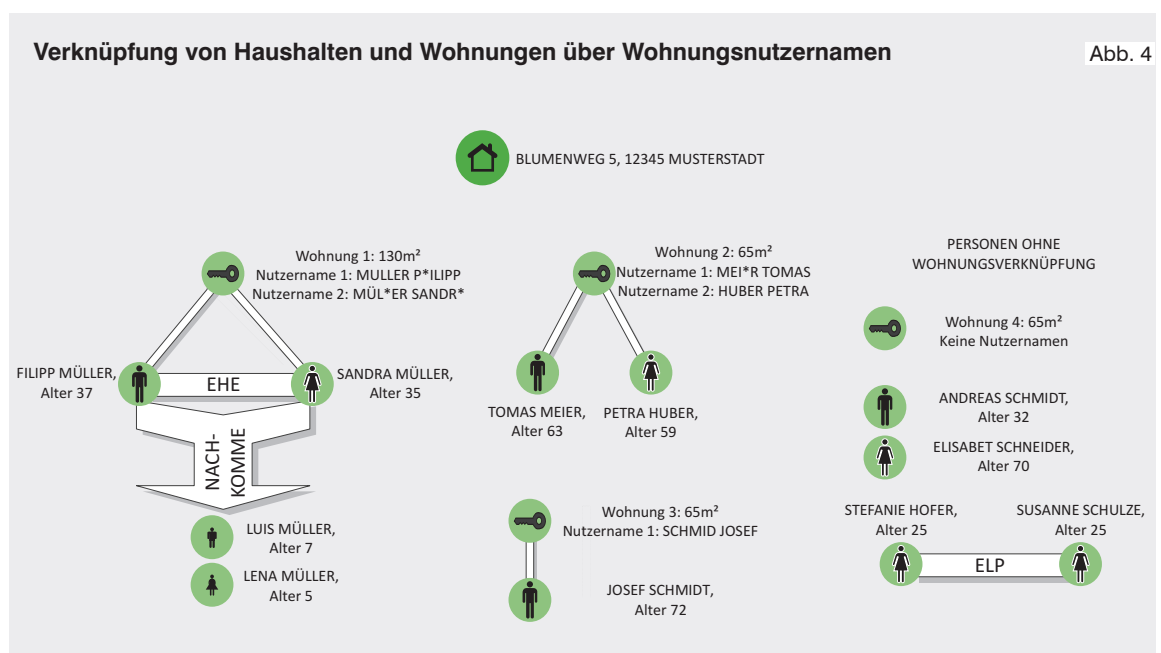 Verknüpfung von Haushalten und Wohnungen über Wohnungsnutzernamen
Abb. 4
BLUMENWEG 5, 12345 MUSTERSTADT
Wohnung 1: 130m²
Nutzername 1: MULLER P*ILIPP
Nutzername 2: MÜL*ER SANDR*
FILIPP MÜLLER,
Alter 37
EHE
SANDRA MÜLLER,
Alter 35
NACH-
KOMME
LUIS MÜLLER,
Alter 7
LENA MÜLLER,
Alter 5
Wohnung 2: 65m²
Nutzername 1: MEI*R TOMAS
Nutzername 2: HUBER PETRA
TOMAS MEIER,
Alter 63
PETRA HUBER,
Alter 59
Wohnung 3: 65m²
Nutzername 1: SCHMID JOSEF
JOSEF SCHMIDT,
Alter 72
PERSONEN OHNE
WOHNUNGSVERKNÜPFUNG
Wohnung 4: 65m²
Keine Nutzernamen
ANDREAS SCHMIDT,
Alter 32
ELISABET SCHNEIDER,
Alter 70
STEFANIE HOFER,
Alter 25
SUSANNE SCHULZE,
Alter 25
ELP